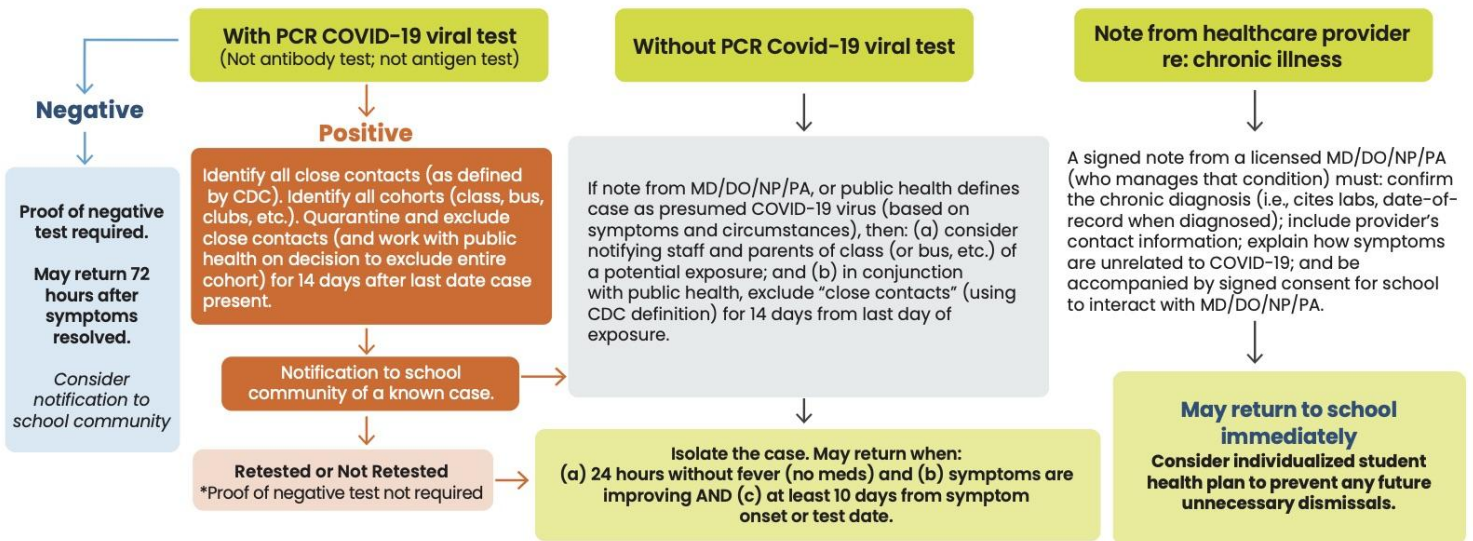 With PCR COVID-19 viral test
(Not antibody test; not antigen test)
Negative
Proof of negative
test required.
May return 72
hours after
symptoms
resolved.
Consider
notification to
school community
Positive
Identify all close contacts (as defined
by CDC). Identify all cohorts (class, bus,
clubs, etc.). Quarantine and exclude
close contacts (and work with public
health on decision to exclude entire
cohort) for 14 days after last date case
present.
Notification to school
community of a known case.
Retested or Not Retested
*Proof of negative test not required
Without PCR Covid-19 viral test
If note from MD/DO/NP/PA, or public health defines
case as presumed COVID-19 virus (based on
symptoms and circumstances), then: (a) consider
notifying staff and parents of class (or bus, etc.) of
a potential exposure; and (b) in conjunction
with public health, exclude “close contacts” (using
CDC definition) for 14 days from last day of
exposure.
Isolate the case. May return when:
(a) 24 hours without fever (no meds) and (b) symptoms are
improving AND (c) at least 10 days from symptom
onset or test date.
Note from healthcare provider
re: chronic illness
A signed note from a licensed MD/DO/NP/PA
(who manages that condition) must: confirm
the chronic diagnosis (i.e., cites labs, date-of-
record when diagnosed); include provider’s
contact information; explain how symptoms
are unrelated to COVID-19; and be
accompanied by signed consent for school
to interact with MD/DO/NP/PA.
May return to school
immediately
Consider individualized student
health plan to prevent any future
unnecessary dismissals.